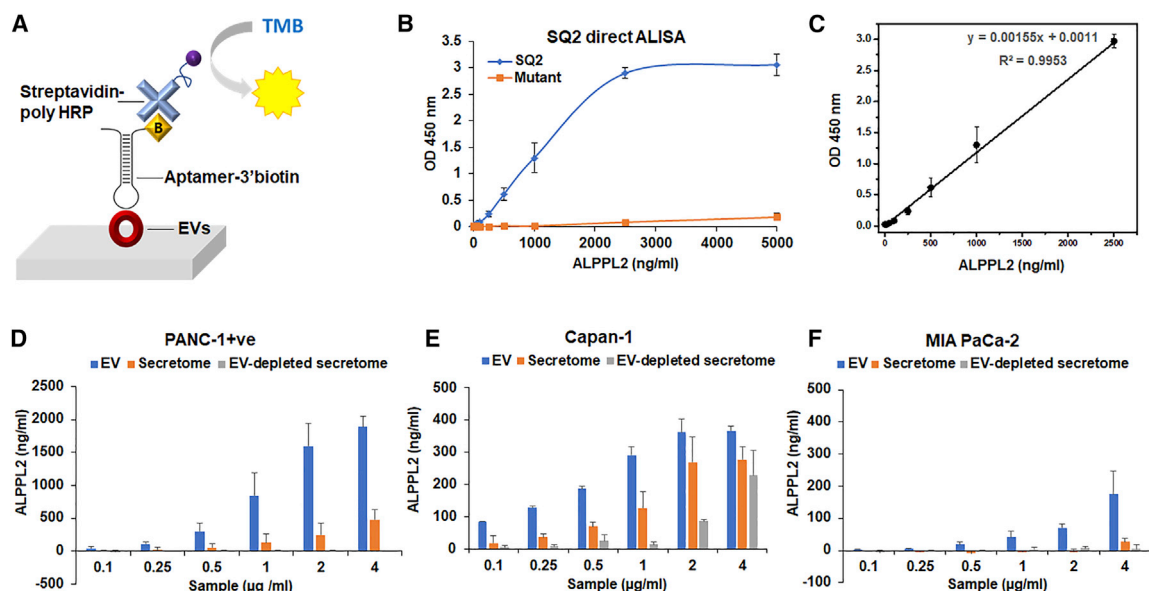 A
TMB
Streptavidin-
poly HRP
B
Aptamer-3'biotin
EVs
B
SQ2 direct ALISA
SQ2
Mutant
OD 450 nm
3.5
3
2.5
2
1.5
1
0.5
0
0 1000 2000 3000 4000 5000
ALPPL2 (ng/ml)
C
y = 0.00155x + 0.0011
R² = 0.9953
OD 450 nm
3.0
2.5
2.0
1.5
1.0
0.5
0.0
0 500 1000 1500 2000 2500
ALPPL2 (ng/ml)
D
PANC-1+ve
EV Secretome EV-depleted secretome
ALPPL2 (ng/ml)
2500
2000
1500
1000
500
0
-500
0.1 0.25 0.5 1 2 4
Sample (µg /ml)
E
Capan-1
EV Secretome EV-depleted secretome
ALPPL2 (ng/ml)
500
400
300
200
100
0
0.1 0.25 0.5 1 2 4
Sample (µg/ml)
F
MIA PaCa-2
EV Secretome EV-depleted secretome
ALPPL2 (ng/ml)
500
400
300
200
100
0
-100
0.1 0.25 0.5 1 2 4
Sample (µg/ml)